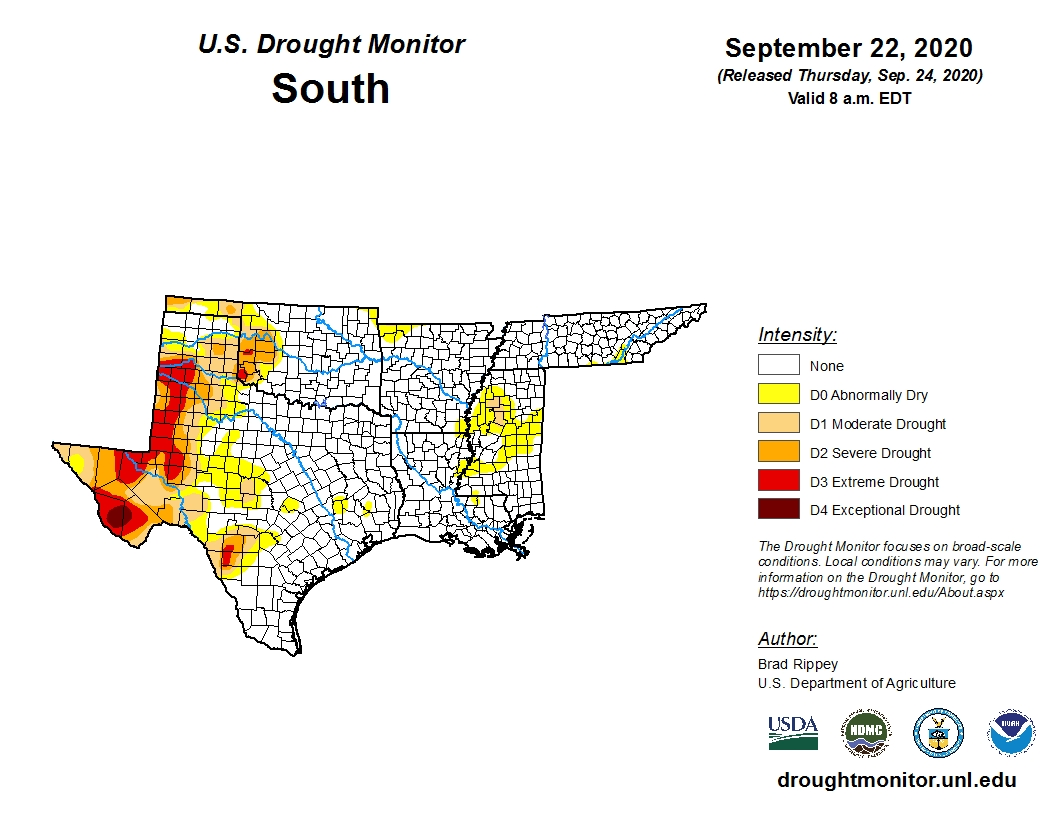 U.S. Drought Monitor
South
September 22, 2020
(Released Thursday, Sep. 24, 2020)
Valid 8 a.m. EDT
Intensity:
None
D0 Abnormally Dry
D1 Moderate Drought
D2 Severe Drought
D3 Extreme Drought
D4 Exceptional Drought
The Drought Monitor focuses on broad-scale
conditions. Local conditions may vary. For more
information on the Drought Monitor, go to
https://droughtmonitor.unl.edu/About.aspx
Author:
Brad Rippey
U.S. Department of Agriculture
USDA
NDMC
NOAA
droughtmonitor.unl.edu